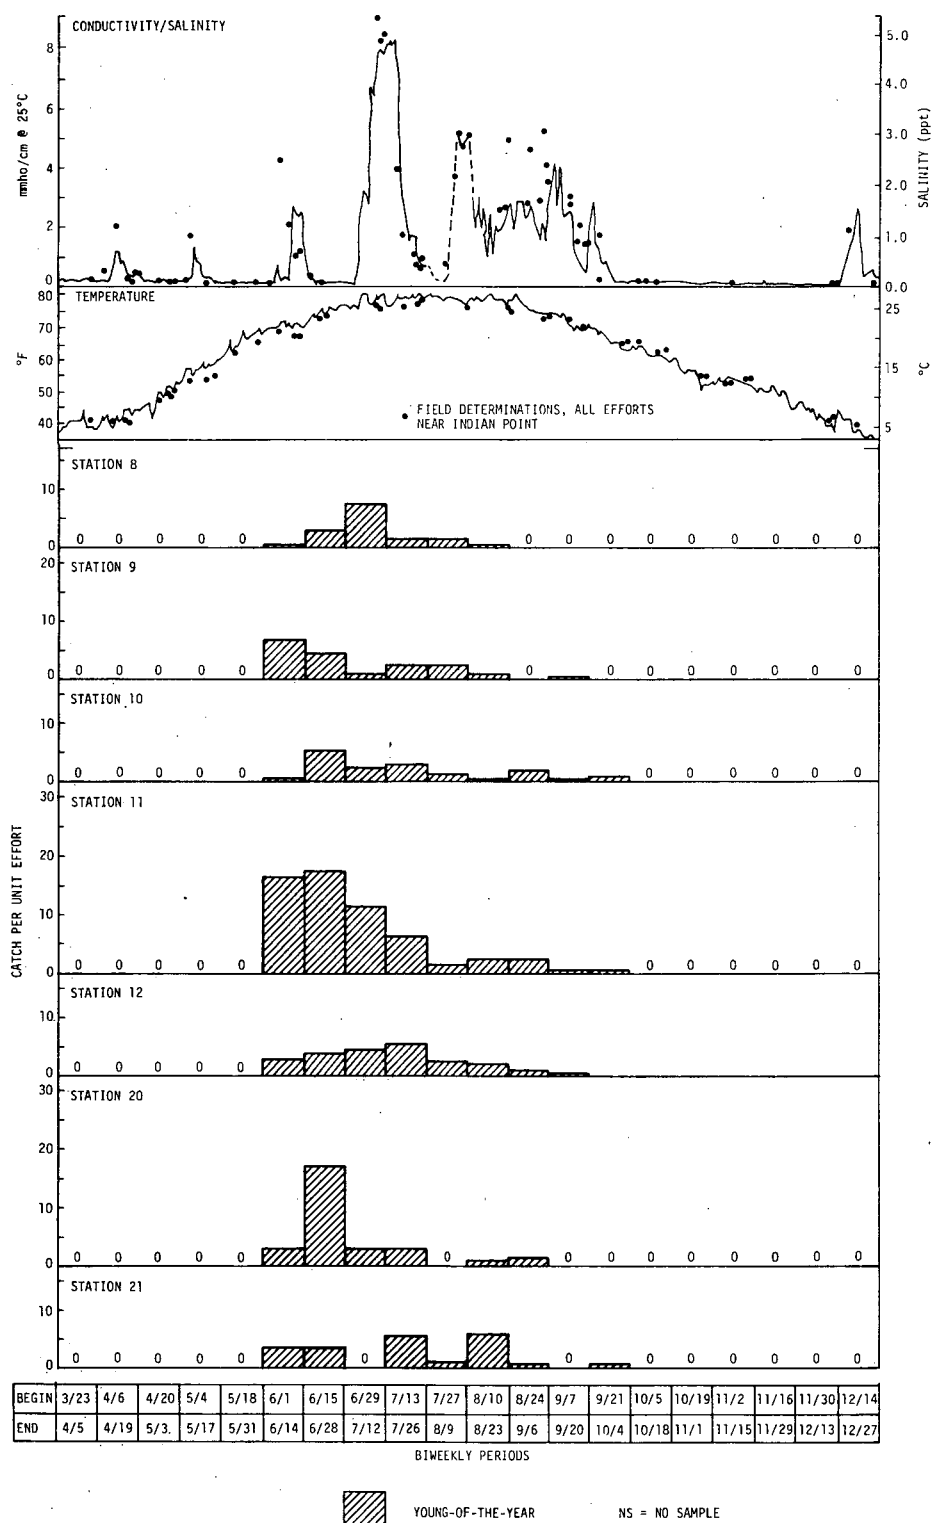 CONDUCTIVITY/SALINITY
8
6
4
2
0
mmho/cm @ 25°C
5.0
4.0
3.0
2.0
1.0
0.0
SALINITY (ppt)
TEMPERATURE
80
70
60
50
40
°F
25
15
5
°C
FIELD DETERMINATIONS, ALL EFFORTS
NEAR INDIAN POINT
CATCH PER UNIT EFFORT
STATION 8
10
0
0 0 0 0 0 0 0 0 0 0 0 0 0 0
STATION 9
20
10
0
0 0 0 0 0 0 0 0 0 0 0 0 0
STATION 10
10
0
0 0 0 0 0 0 0 0 0 0 0
STATION 11
30
20
10
0
0 0 0 0 0 0 0 0 0 0 0
STATION 12
10
0
0 0 0 0 0
STATION 20
30
20
10
0
0 0 0 0 0 0 0 0 0 0 0 0 0 0
STATION 21
10
0
0 0 0 0 0 0 0 0 0 0 0 0 0
BEGIN 3/23 4/6 4/20 5/4 5/18 6/1 6/15 6/29 7/13 7/27 8/10 8/24 9/7 9/21 10/5 10/19 11/2 11/16 11/30 12/14
END 4/5 4/19 5/3 5/17 5/31 6/14 6/28 7/12 7/26 8/9 8/23 9/6 9/20 10/4 10/18 11/1 11/15 11/29 12/13 12/27
BIWEEKLY PERIODS
YOUNG-OF-THE-YEAR NS = NO SAMPLE